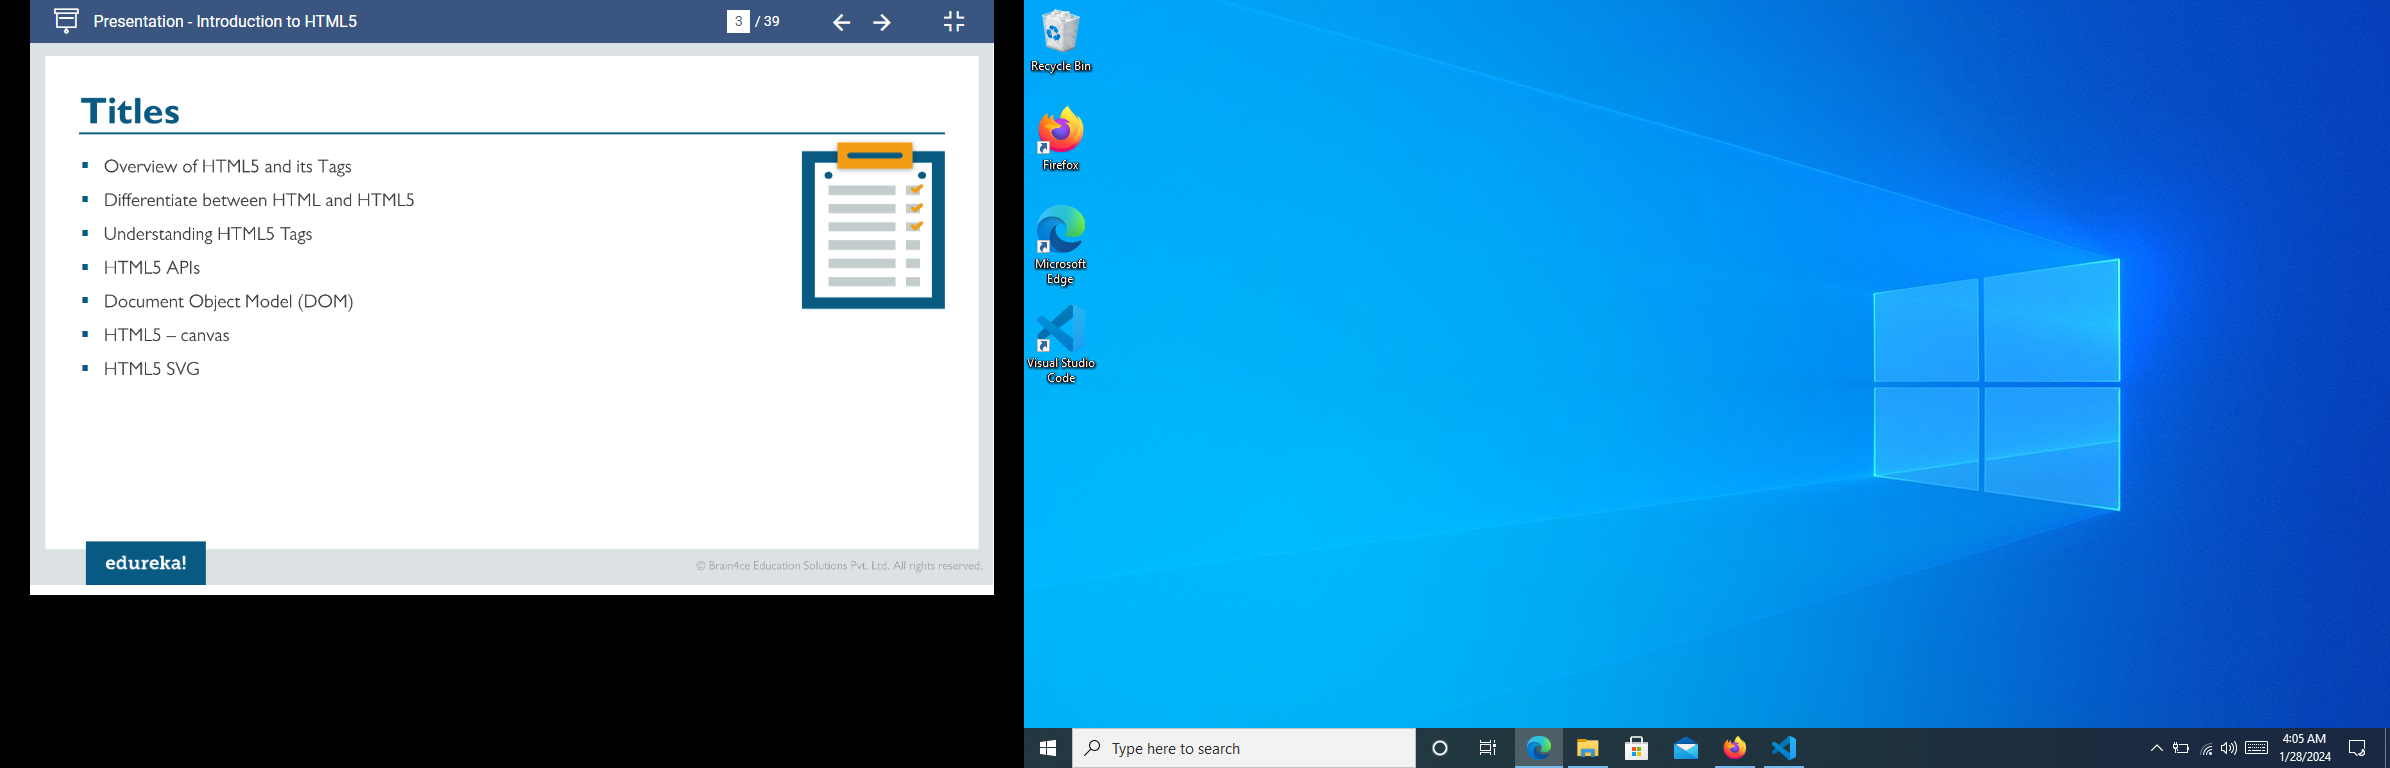 Presentation - Introduction to HTML5
3 / 39
Titles
Overview of HTML5 and its Tags
Differentiate between HTML and HTML5
Understanding HTML5 Tags
HTML5 APIs
Document Object Model (DOM)
HTML5 – canvas
HTML5 SVG
edureka!
© Brain4ce Education Solutions Pvt. Ltd. All rights reserved.
Recycle Bin
Firefox
Microsoft
Edge
Visual Studio
Code
Type here to search
4:05 AM
1/28/2024